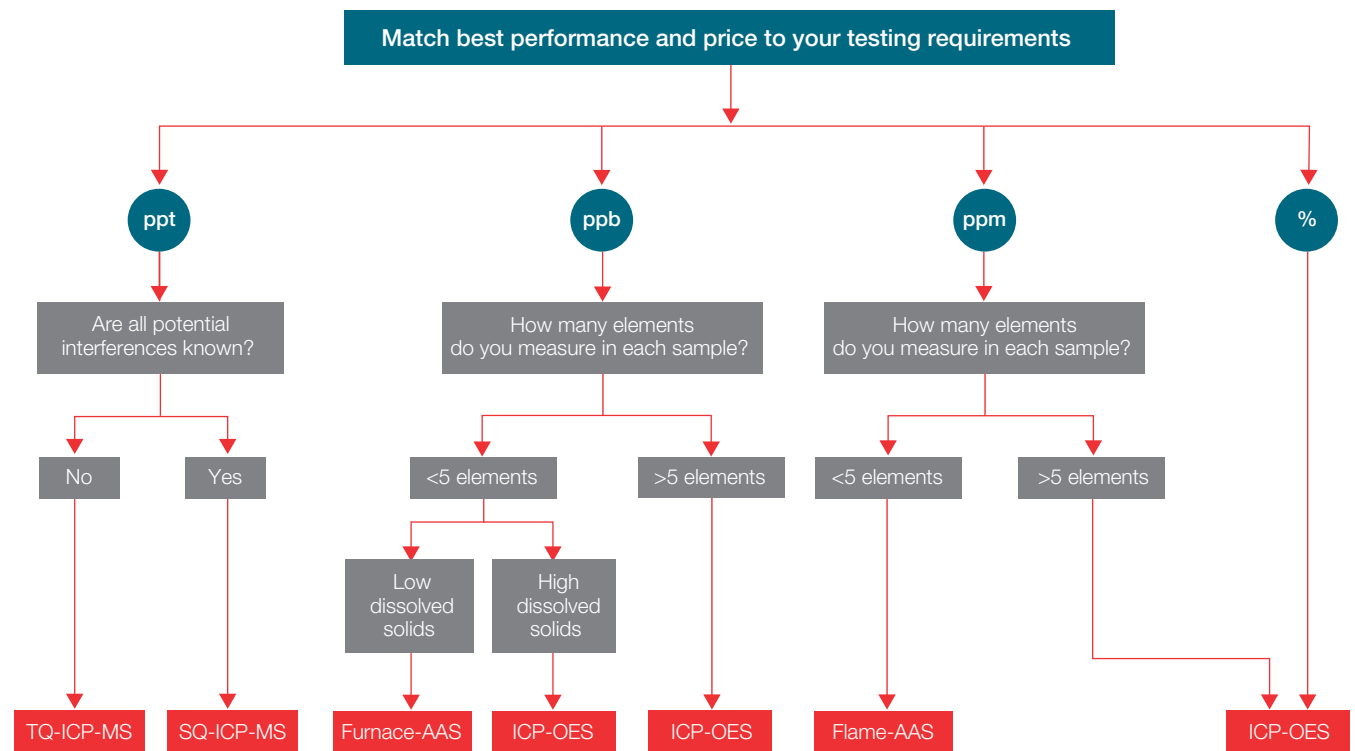 Match best performance and price to your testing requirements
ppt
ppb
ppm
%
Are all potential
interferences known?
How many elements
do you measure in each sample?
How many elements
do you measure in each sample?
No
Yes
<5 elements
>5 elements
<5 elements
>5 elements
Low
dissolved
solids
High
dissolved
solids
TQ-ICP-MS
SQ-ICP-MS
Furnace-AAS
ICP-OES
ICP-OES
Flame-AAS
ICP-OES